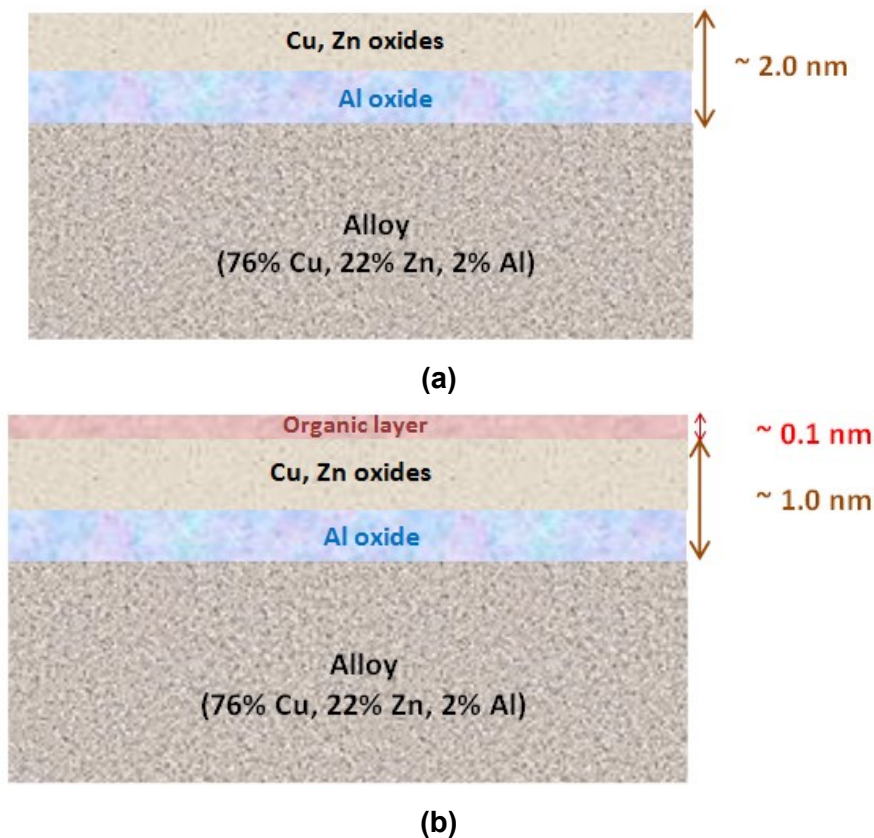 Cu, Zn oxides
~ 2.0 nm
Al oxide
Alloy
(76% Cu, 22% Zn, 2% Al)
(a)
Organic layer
~ 0.1 nm
Cu, Zn oxides
~ 1.0 nm
Al oxide
Alloy
(76% Cu, 22% Zn, 2% Al)
(b)